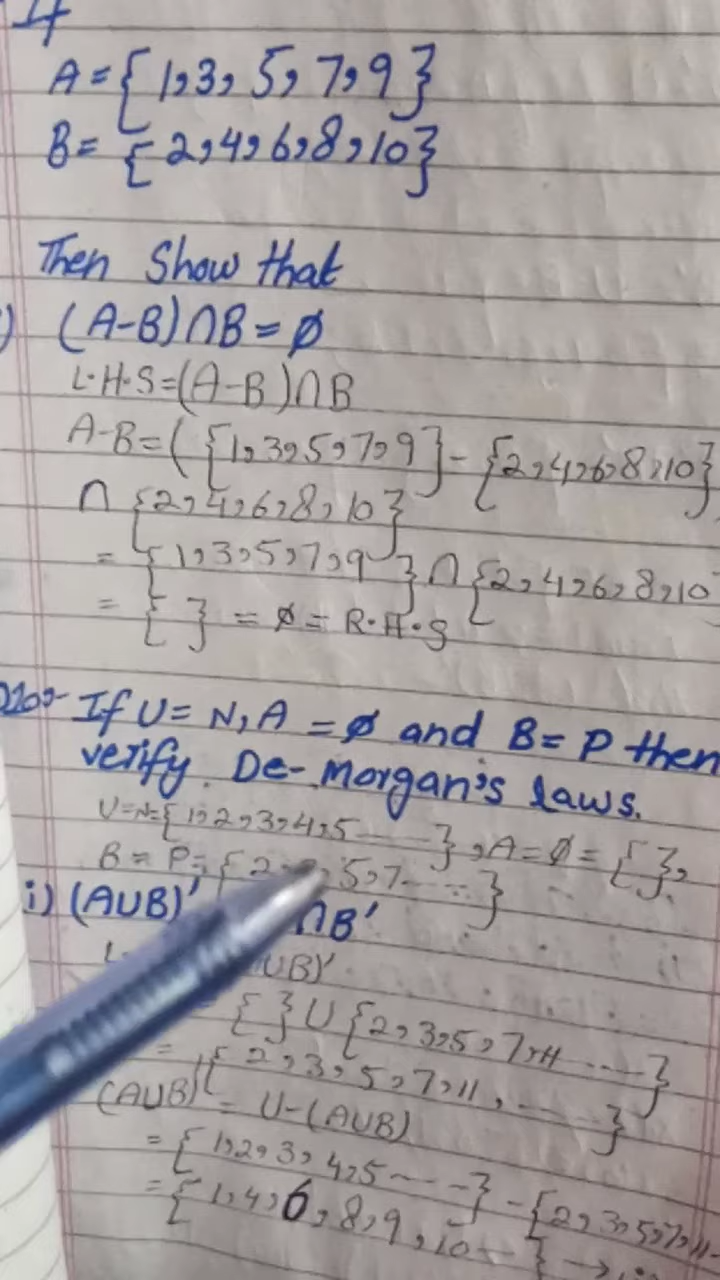 If
A = {1, 3, 5, 7, 9}
B = {2, 4, 6, 8, 10}
Then Show that
) (A-B)∩B = ø
L.H.S = (A-B)∩B
A-B = ({1, 3, 5, 7, 9} - {2, 4, 6, 8, 10}
∩ {2, 4, 6, 8, 10}
= {1, 3, 5, 7, 9} ∩ {2, 4, 6, 8, 10
= { } = ø = R.H.S
If U = N, A = ø and B = P then
verify De-Morgan's laws.
U = N = {1, 2, 3, 4, 5 ......}, A = ø = { },
B = P = {2, 5, 7 ......}
i) (A∪B)' ∩B'
∪B)'
{ } ∪ {2, 3, 5, 7, 11 ......}
= {2, 3, 5, 7, 11, ......}
(A∪B)' = U - (A∪B)
= {1, 2, 3, 4, 5 ......} - {2, 3, 5, 7, 11 ...
= {1, 4, 6, 8, 9, 10 ...} →